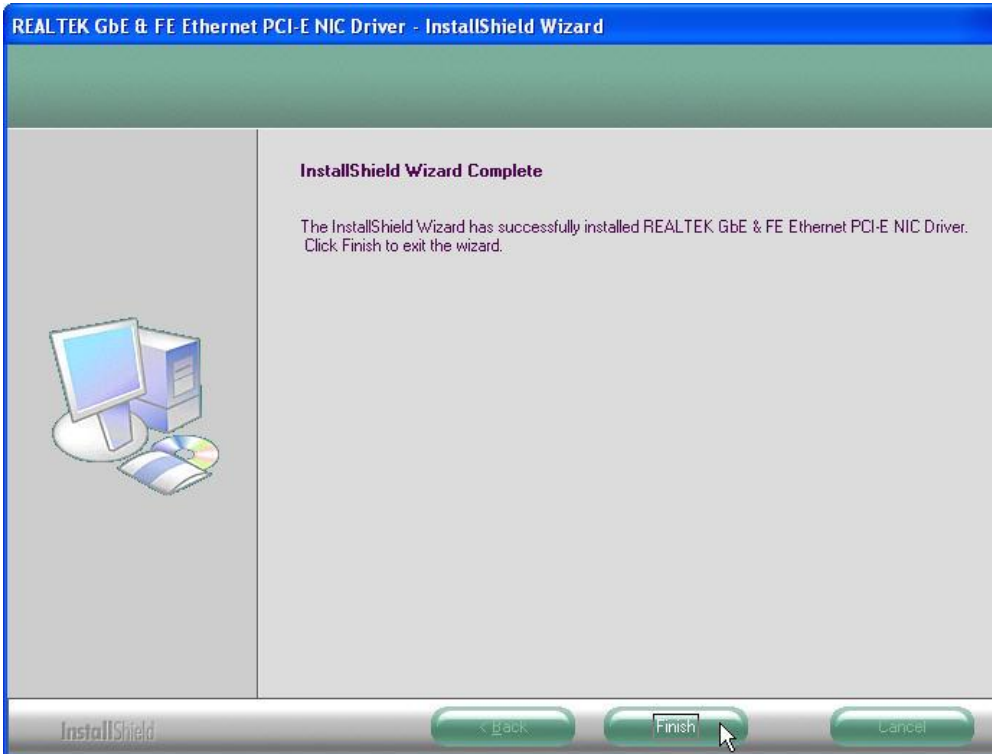 REALTEK GbE & FE Ethernet PCI-E NIC Driver - InstallShield Wizard
InstallShield Wizard Complete
The InstallShield Wizard has successfully installed REALTEK GbE & FE Ethernet PCI-E NIC Driver.
Click Finish to exit the wizard.
InstallShield
< Back
Finish
Cancel